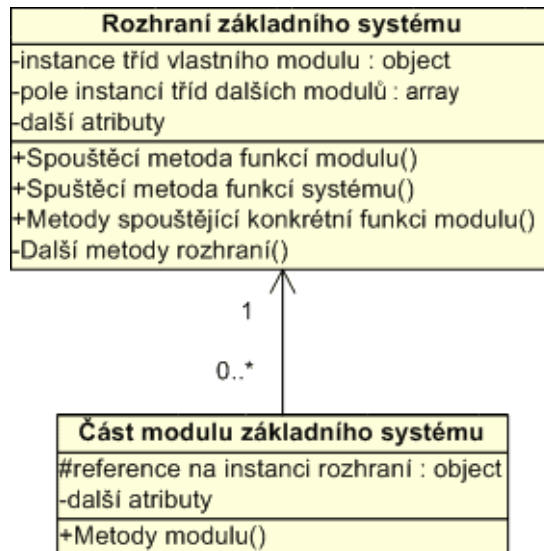 Rozhraní základního systému
-instance tříd vlastního modulu : object
-pole instancí tříd dalších modulů : array
-další atributy
+Spouštěcí metoda funkcí modulu()
+Spuštěcí metoda funkcí systému()
+Metody spouštějící konkrétní funkci modulu()
-Další metody rozhraní()
1
0..*
Část modulu základního systému
#reference na instanci rozhraní : object
-další atributy
+Metody modulu()